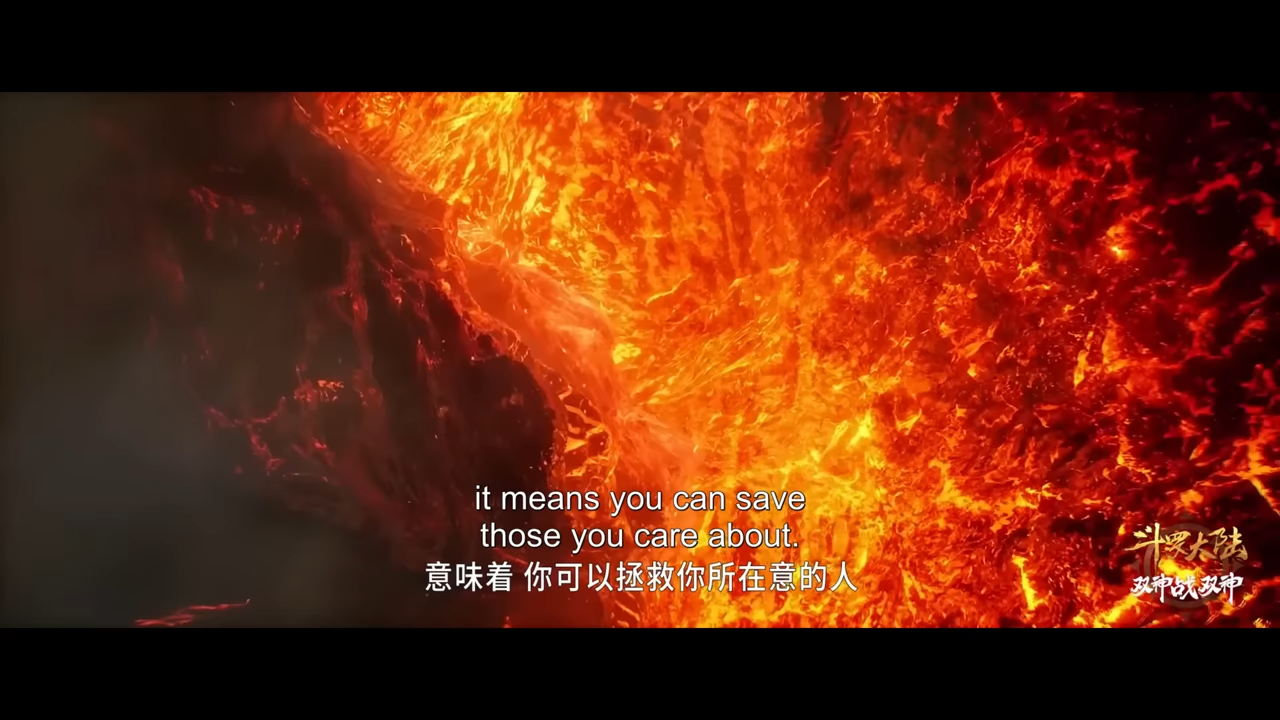 it means you can save
those you care about.
意味着 你可以拯救你所在意的人
斗罗大陆
双神战双神